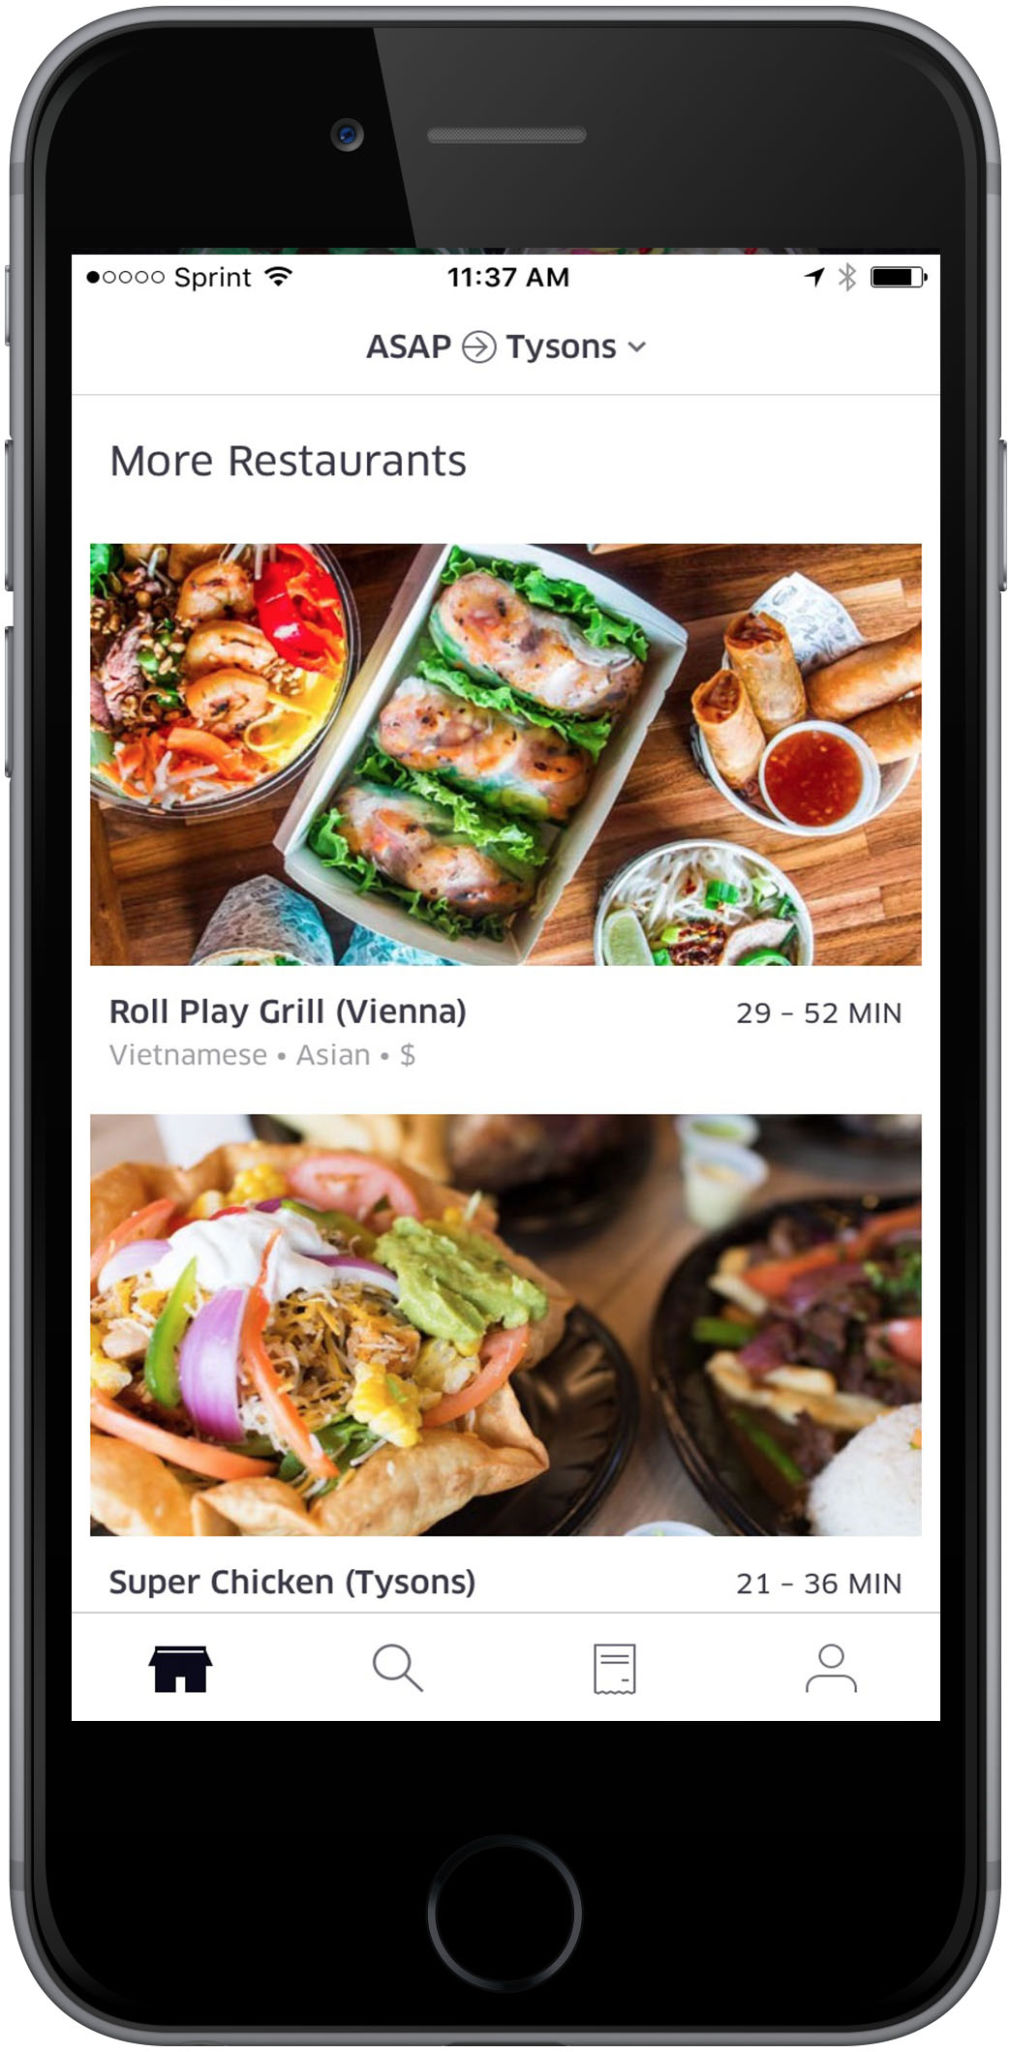 Sprint 11:37 AM
ASAP Tysons
More Restaurants
Roll Play Grill (Vienna) 29 – 52 MIN
Vietnamese • Asian • $
Super Chicken (Tysons) 21 – 36 MIN